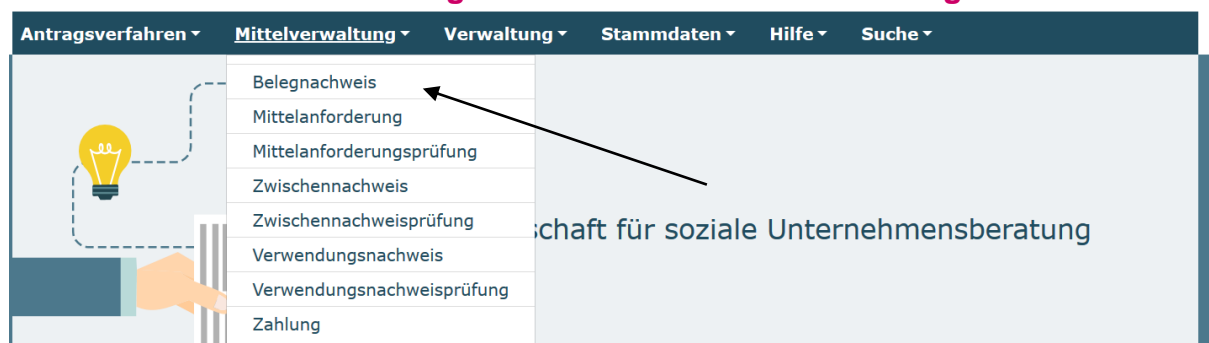 Antragsverfahren Mittelverwaltung Verwaltung Stammdaten Hilfe Suche
Belegnachweis
Mittelanforderung
Mittelanforderungsprüfung
Zwischennachweis
Zwischennachweisprüfung
schaft für soziale Unternehmensberatung
Verwendungsnachweis
Verwendungsnachweisprüfung
Zahlung